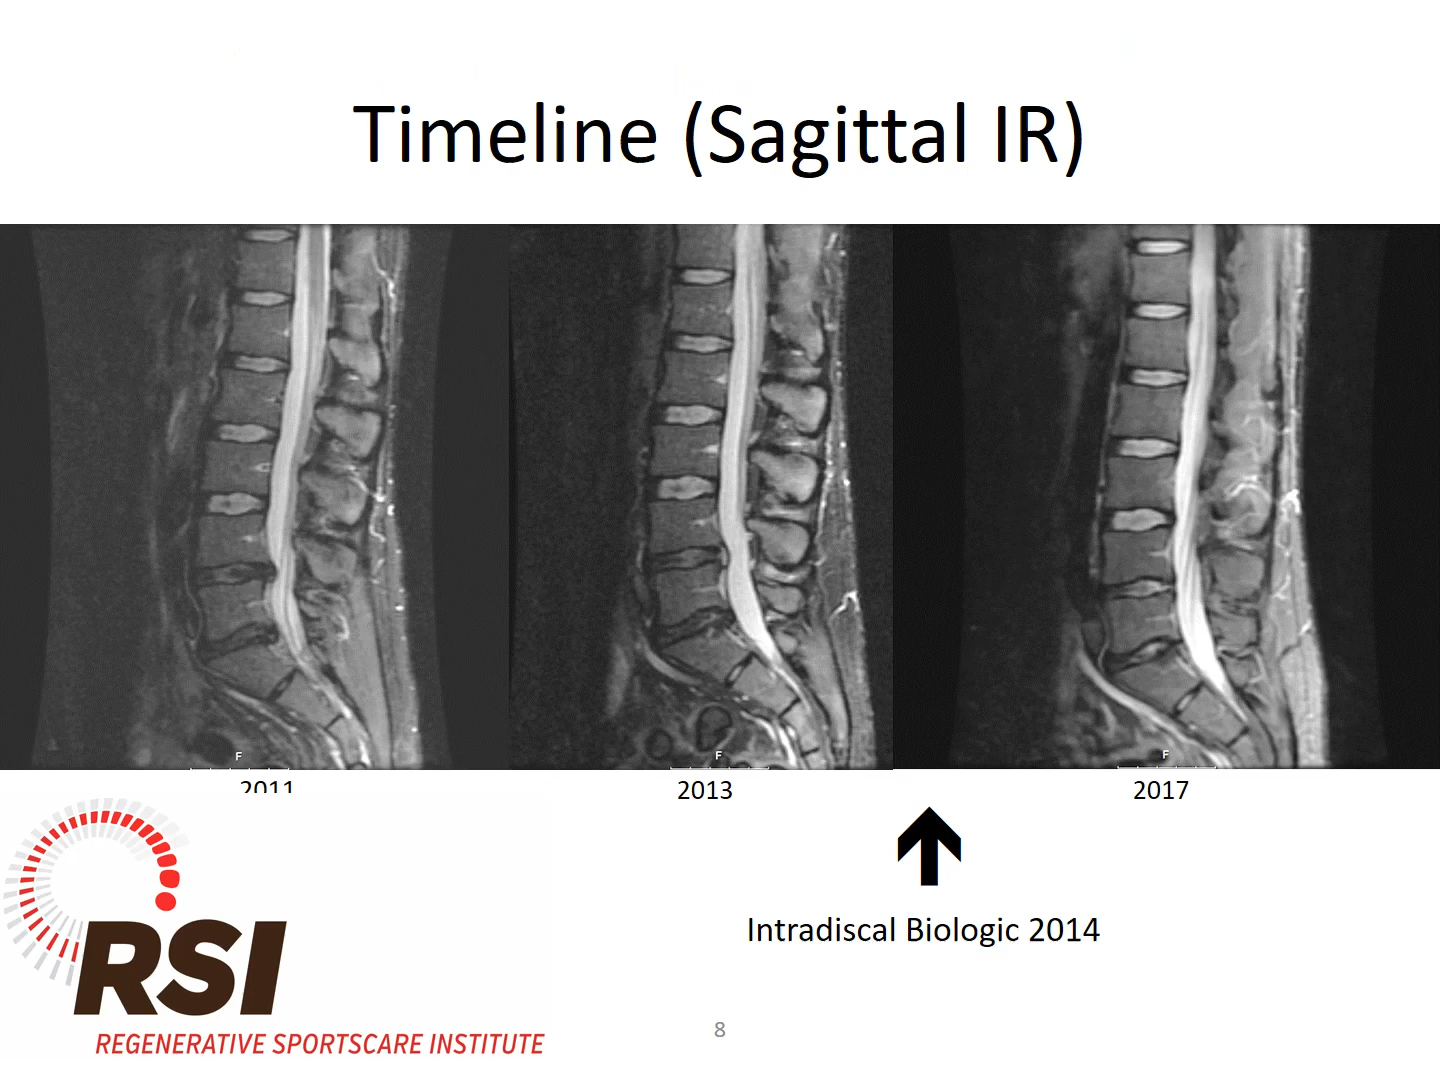 Timeline (Sagittal IR)
F
F
F
2011
2013
2017
Intradiscal Biologic 2014
RSI
REGENERATIVE SPORTSCARE INSTITUTE
8